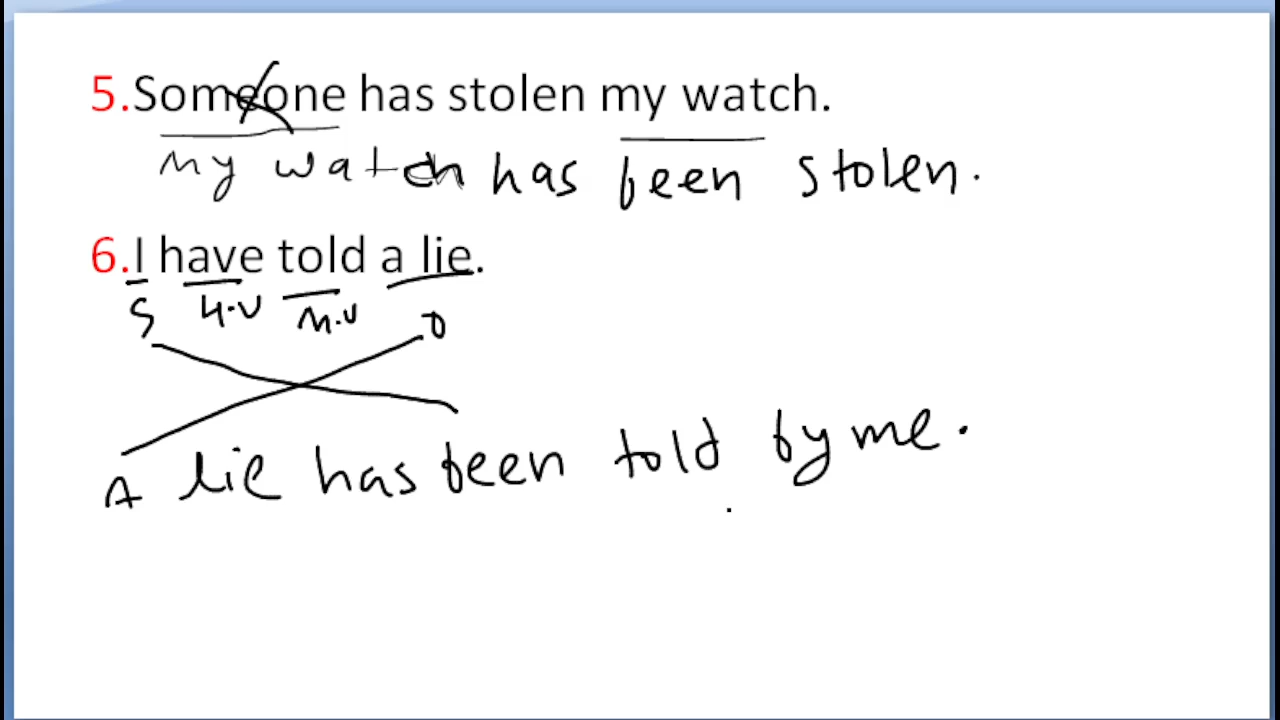 5.Someone has stolen my watch.
my watch has been stolen.
6.I have told a lie.
S H.V M.V O
A lie has been told by me.